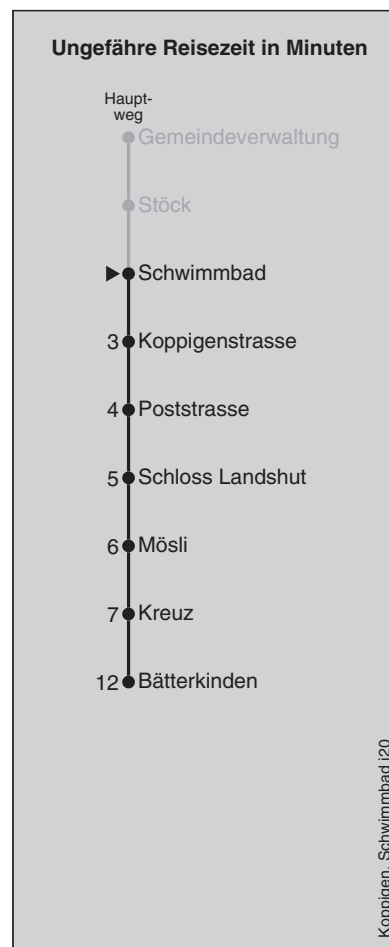 Ungefähre Reisezeit in Minuten
Haupt-
weg
Gemeindeverwaltung
Stöck
Schwimmbad
3 Koppigenstrasse
4 Poststrasse
5 Schloss Landshut
6 Mösli
7 Kreuz
12 Bätterkinden
Koppigen, Schwimmbad j20